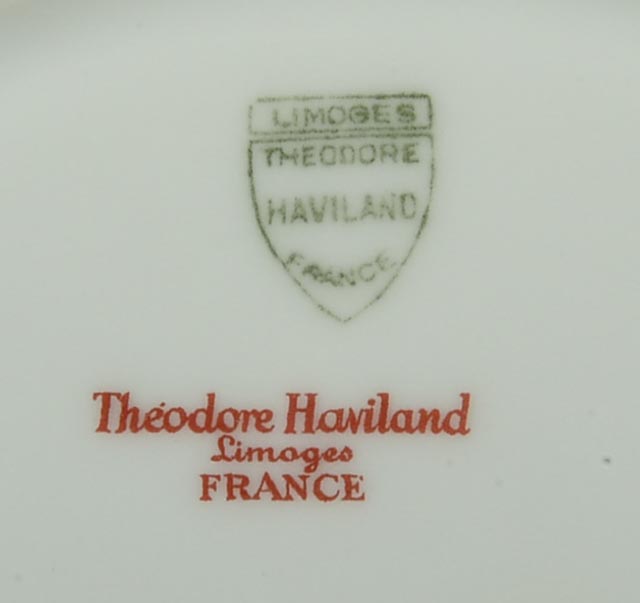 LIMOGES
THEODORE
HAVILAND
FRANCE
Théodore Haviland
Limoges
FRANCE